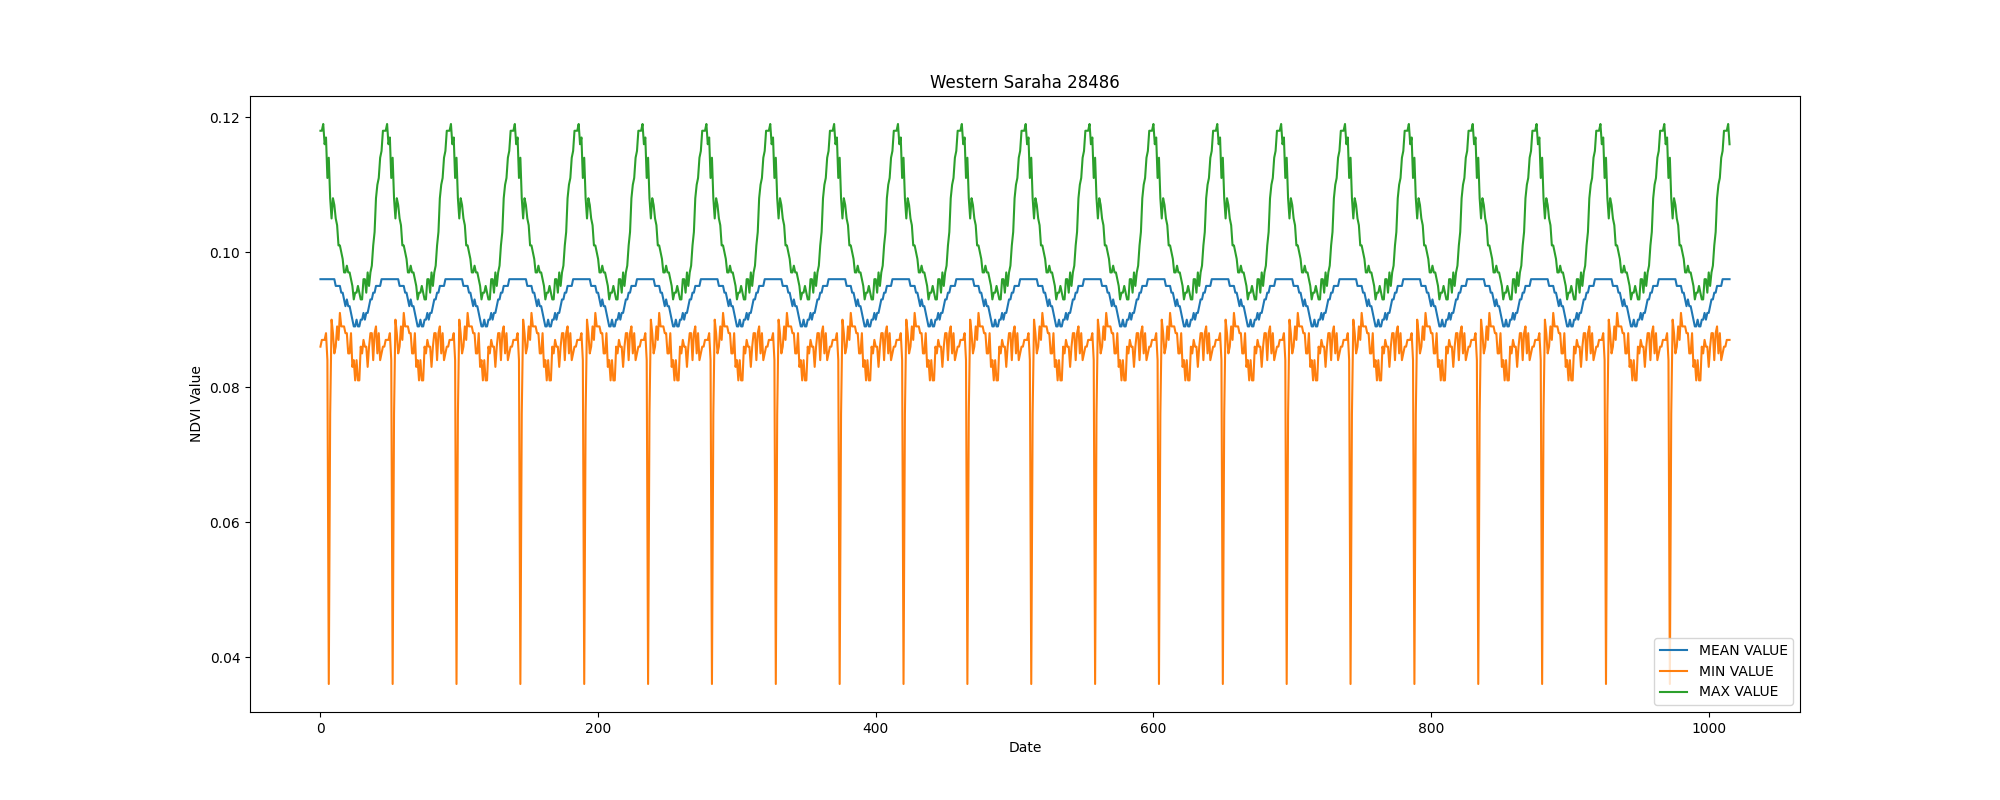 Western Saraha 28486
0.12
0.10
0.08
0.06
0.04
NDVI Value
0 200 400 600 800 1000
Date
MEAN VALUE
MIN VALUE
MAX VALUE